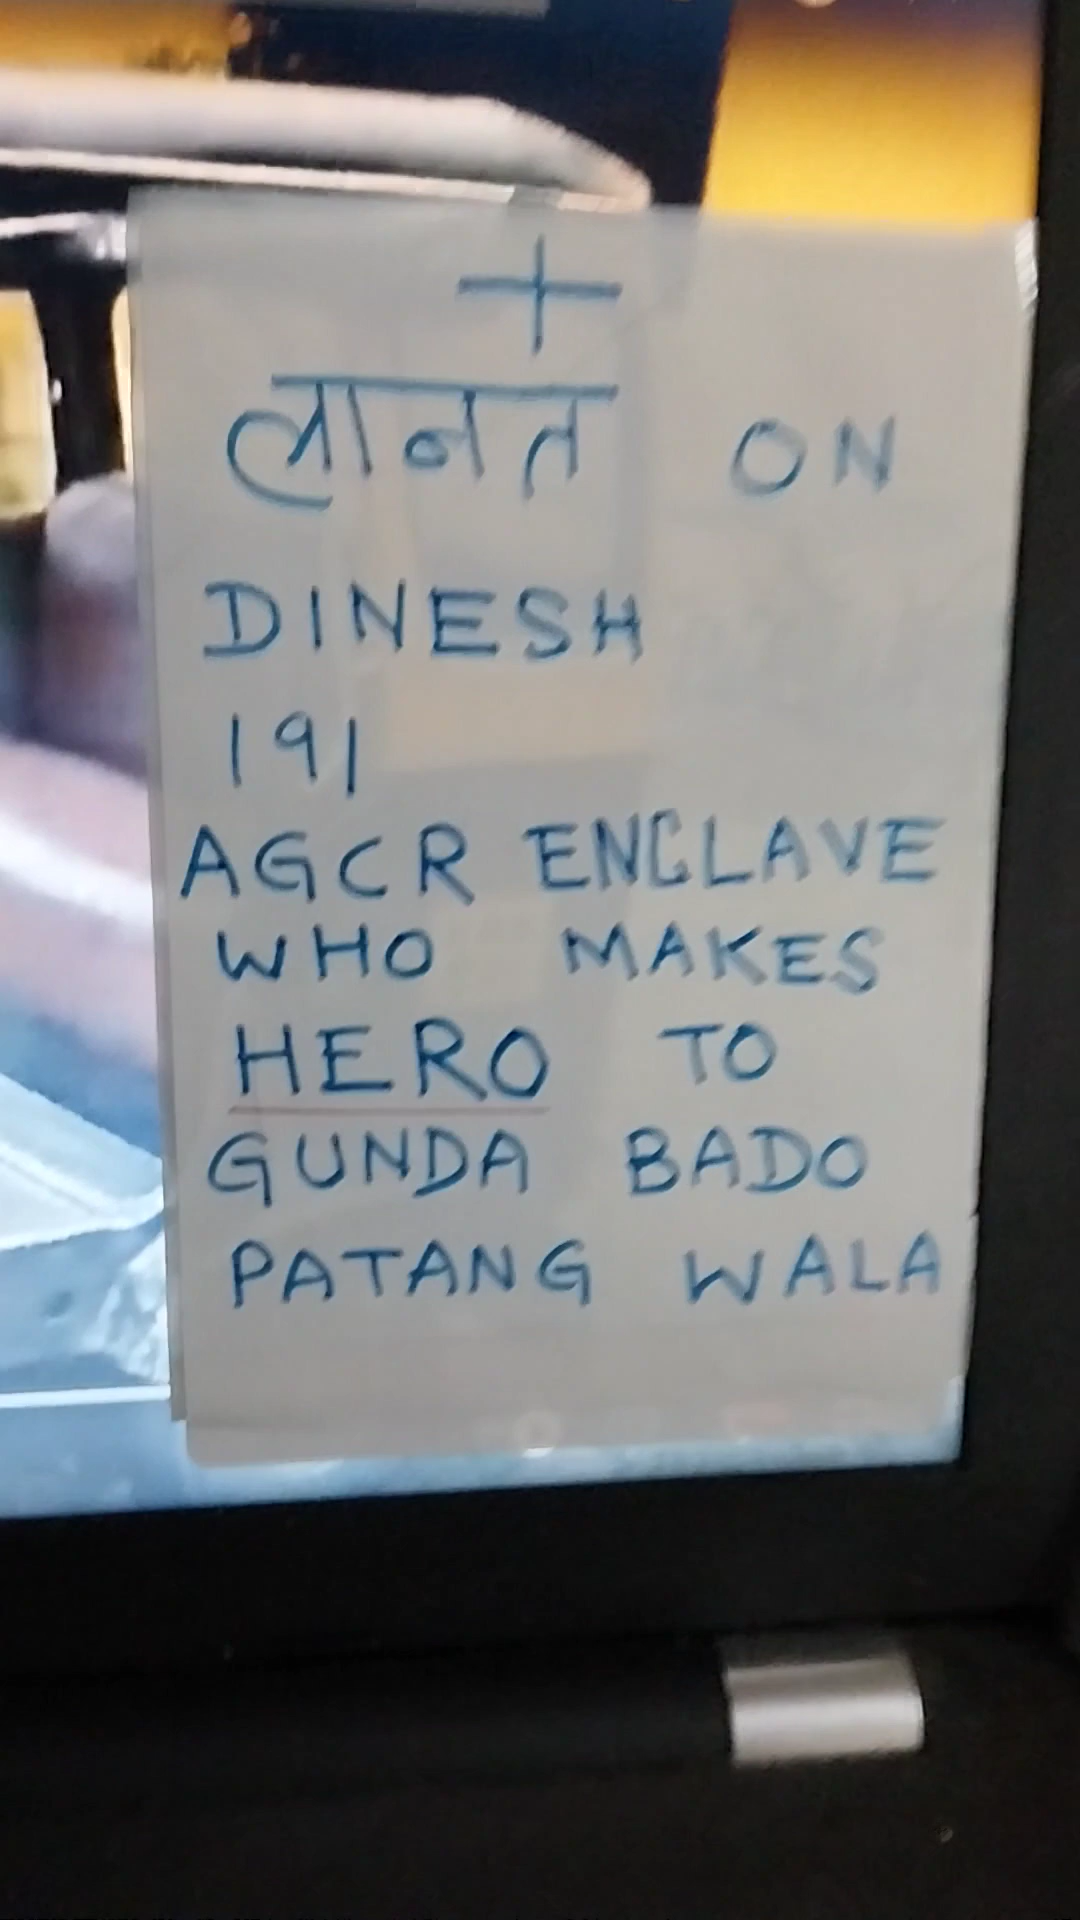 +
लानत ON
DINESH
191
AGCR ENCLAVE
WHO MAKES
HERO TO
GUNDA BADO
PATANG WALA